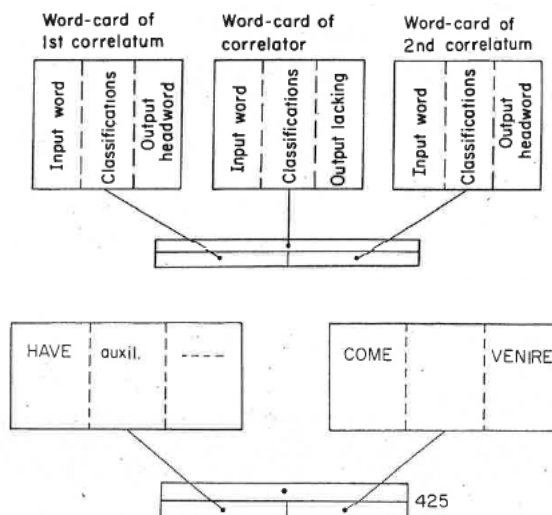 Word-card of
1st correlatum
Word-card of
correlator
Word-card of
2nd correlatum
Input word
Classifications
Output
headword
Input word
Classifications
Output lacking
Input word
Classifications
Output
headword
HAVE auxil. -----
COME VENIRE
425